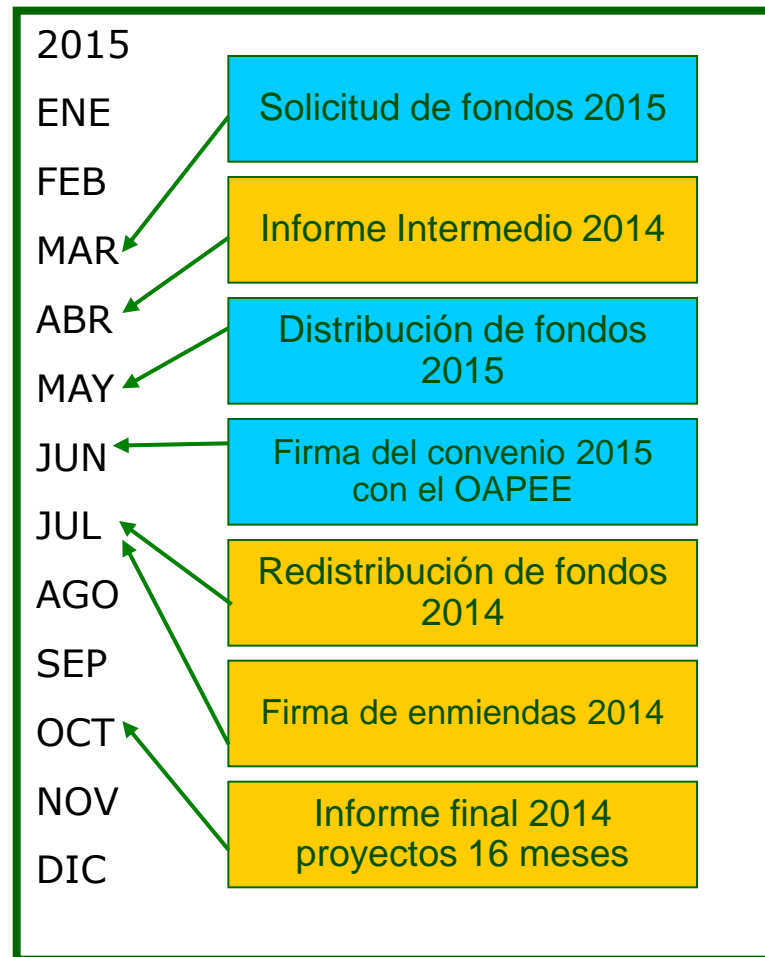 2015
ENE
FEB
MAR
ABR
MAY
JUN
JUL
AGO
SEP
OCT
NOV
DIC
Solicitud de fondos 2015
Informe Intermedio 2014
Distribución de fondos
2015
Firma del convenio 2015
con el OAPEE
Redistribución de fondos
2014
Firma de enmiendas 2014
Informe final 2014
proyectos 16 meses